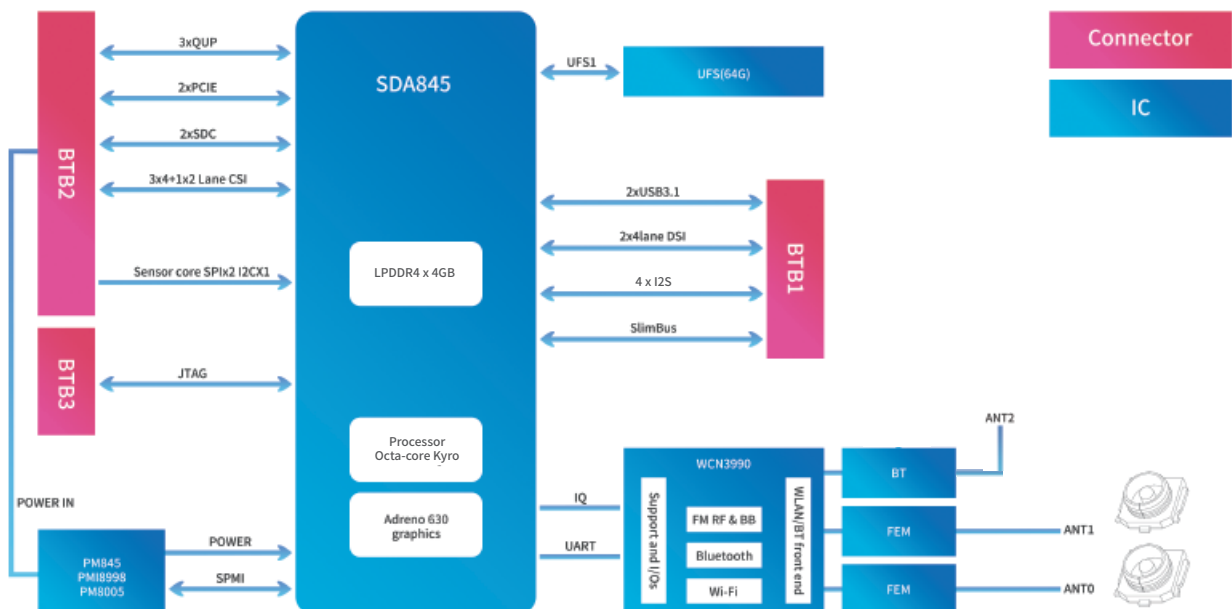 3xQUP
2xPCIE
2xSDC
3x4+1x2 Lane CSI
Sensor core SPIx2 I2CX1
JTAG
BTB2
BTB3
POWER IN
PM845
PMI8998
PM8005
POWER
SPMI
SDA845
LPDDR4 x 4GB
Processor
Octa-core Kyro
Adreno 630
graphics
UFS1
UFS(64G)
2xUSB3.1
2x4lane DSI
4 x I2S
SlimBus
BTB1
IQ
UART
WCN3990
Support and I/Os
FM RF & BB
Bluetooth
Wi-Fi
WLAN/BT front end
BT
FEM
FEM
ANT2
ANT1
ANT0
Connector
IC